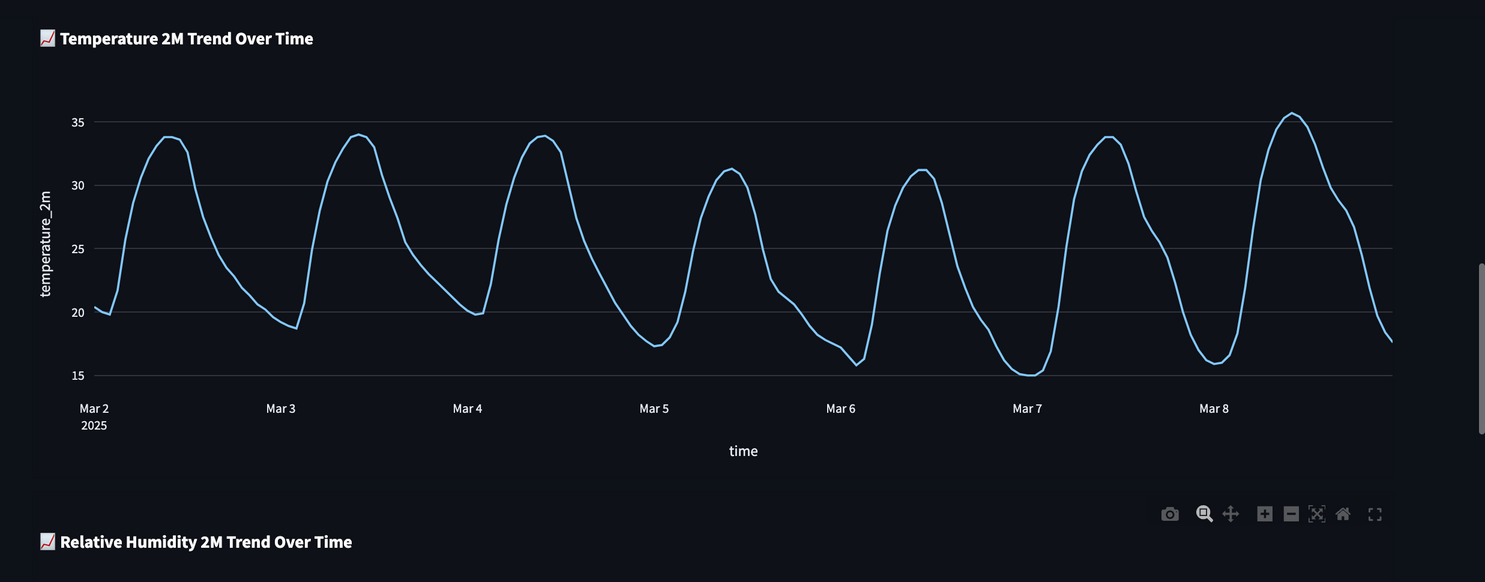 📈 Temperature 2M Trend Over Time
35
30
25
20
15
temperature_2m
Mar 2 Mar 3 Mar 4 Mar 5 Mar 6 Mar 7 Mar 8
2025
time
📈 Relative Humidity 2M Trend Over Time